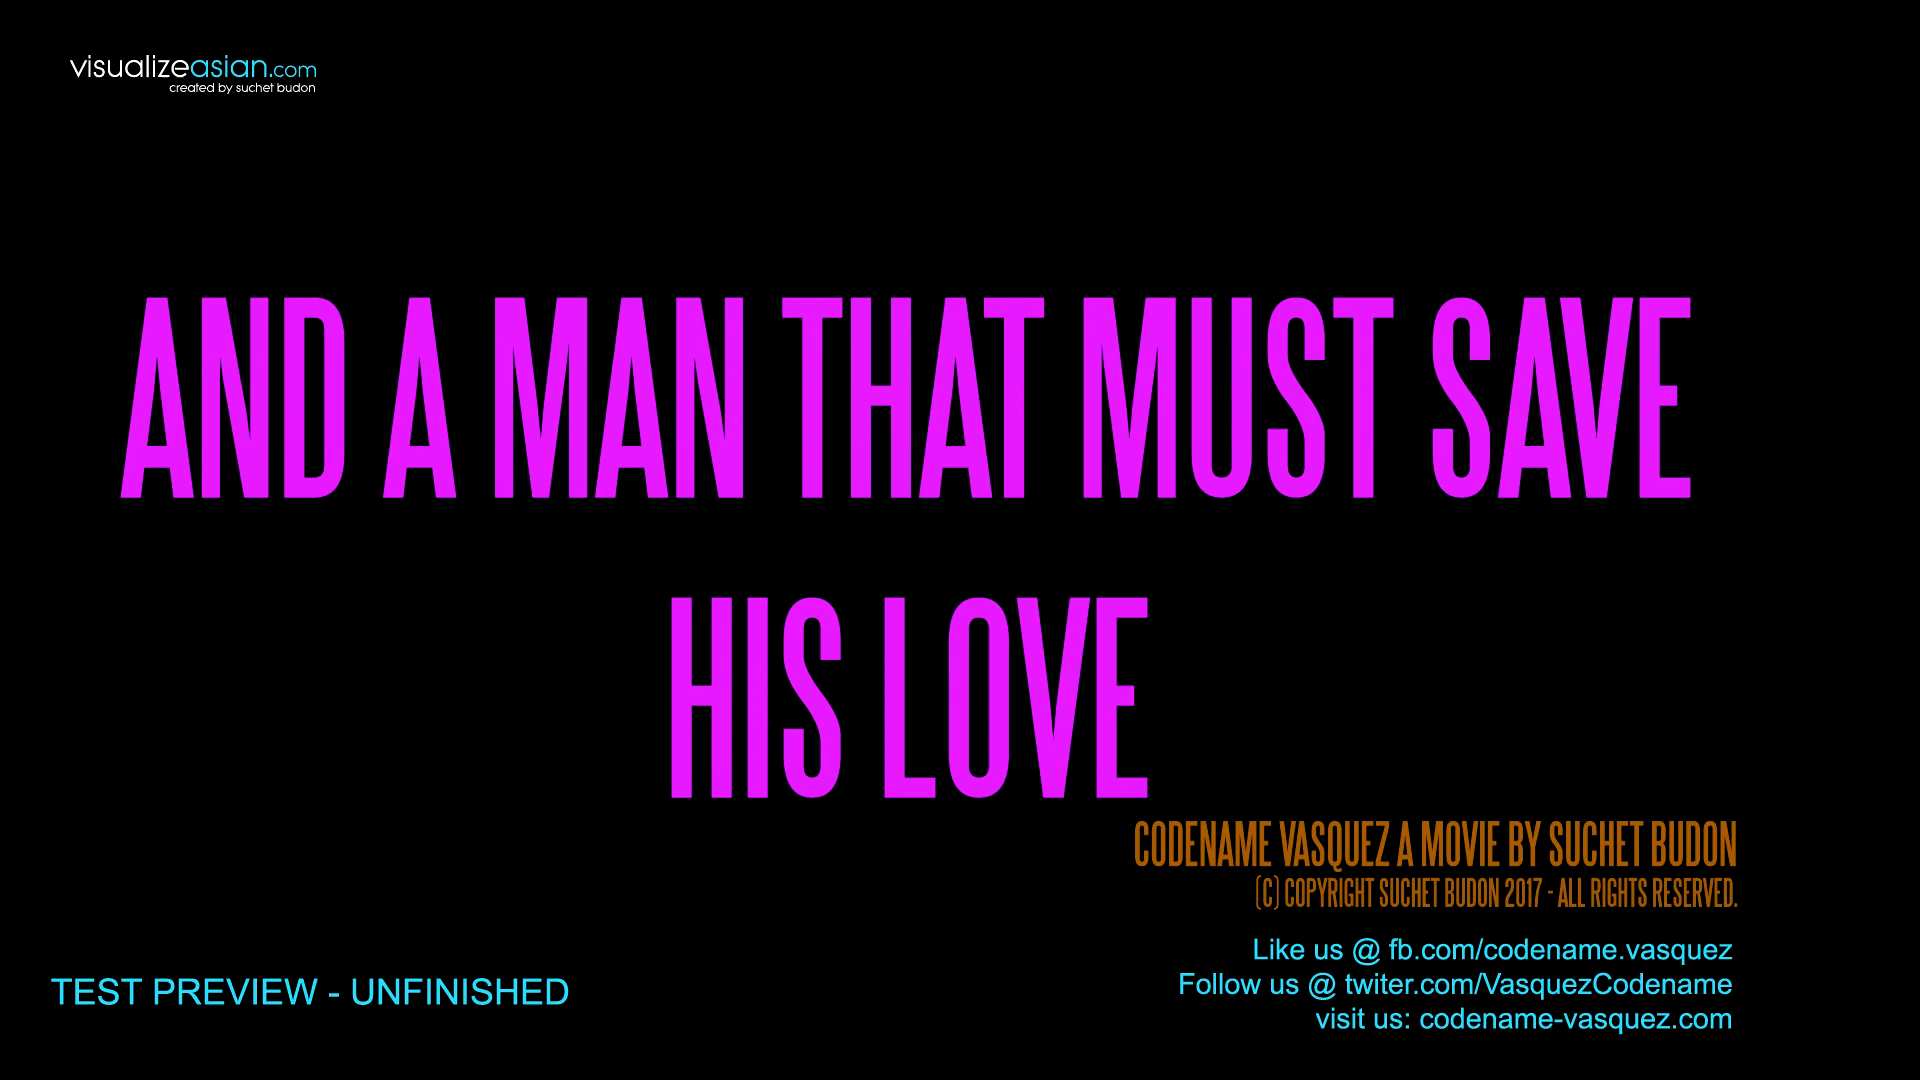 visualizeasian.com
created by suchet budon
AND A MAN THAT MUST SAVE
HIS LOVE
CODENAME VASQUEZ A MOVIE BY SUCHET BUDON
(C) COPYRIGHT SUCHET BUDON 2017 - ALL RIGHTS RESERVED.
Like us @ fb.com/codename.vasquez
Follow us @ twiter.com/VasquezCodename
visit us: codename-vasquez.com
TEST PREVIEW - UNFINISHED